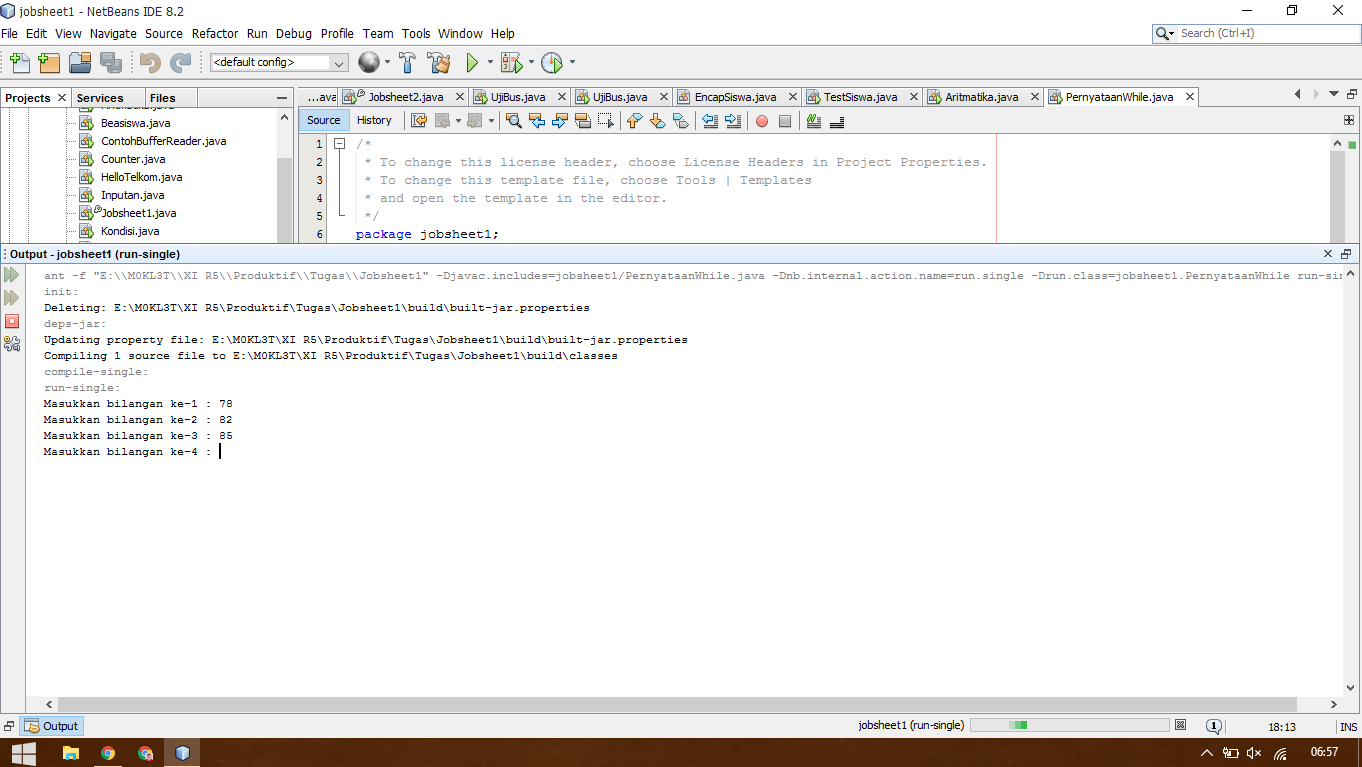 jobsheet1 - NetBeans IDE 8.2
File Edit View Navigate Source Refactor Run Debug Profile Team Tools Window Help
Search (Ctrl+I)
<default config>
Projects Services Files
...ava Jobsheet2.java UjiBus.java UjiBus.java EncapSiswa.java TestSiswa.java Aritmatika.java PernyataanWhile.java
Source History
Beasiswa.java
ContohBufferReader.java
Counter.java
HelloTelkom.java
Inputan.java
Jobsheet1.java
Kondisi.java
1 /*
2 * To change this license header, choose License Headers in Project Properties.
3 * To change this template file, choose Tools | Templates
4 * and open the template in the editor.
5 */
6 package jobsheet1;
Output - jobsheet1 (run-single)
ant -f "E:\\M0KL3T\\XI R5\\Produktif\\Tugas\\Jobsheet1" -Djavac.includes=jobsheet1/PernyataanWhile.java -Dnb.internal.action.name=run.single -Drun.class=jobsheet1.PernyataanWhile run-sin
init:
Deleting: E:\M0KL3T\XI R5\Produktif\Tugas\Jobsheet1\build\built-jar.properties
deps-jar:
Updating property file: E:\M0KL3T\XI R5\Produktif\Tugas\Jobsheet1\build\built-jar.properties
Compiling 1 source file to E:\M0KL3T\XI R5\Produktif\Tugas\Jobsheet1\build\classes
compile-single:
run-single:
Masukkan bilangan ke-1 : 78
Masukkan bilangan ke-2 : 82
Masukkan bilangan ke-3 : 85
Masukkan bilangan ke-4 :
Output
jobsheet1 (run-single)
1
18:13
INS
06:57